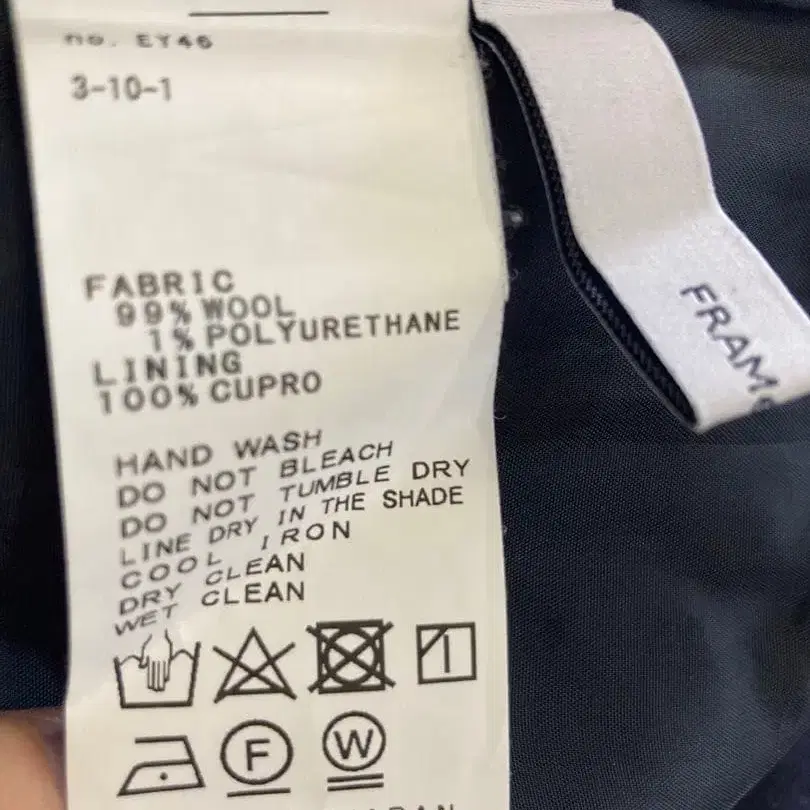 no. EY46
3-10-1
FABRIC
99% WOOL
1% POLYURETHANE
LINING
100% CUPRO
HAND WASH
DO NOT BLEACH
DO NOT TUMBLE DRY
LINE DRY IN THE SHADE
COOL IRON
DRY CLEAN
WET CLEAN
F
W
FRAM